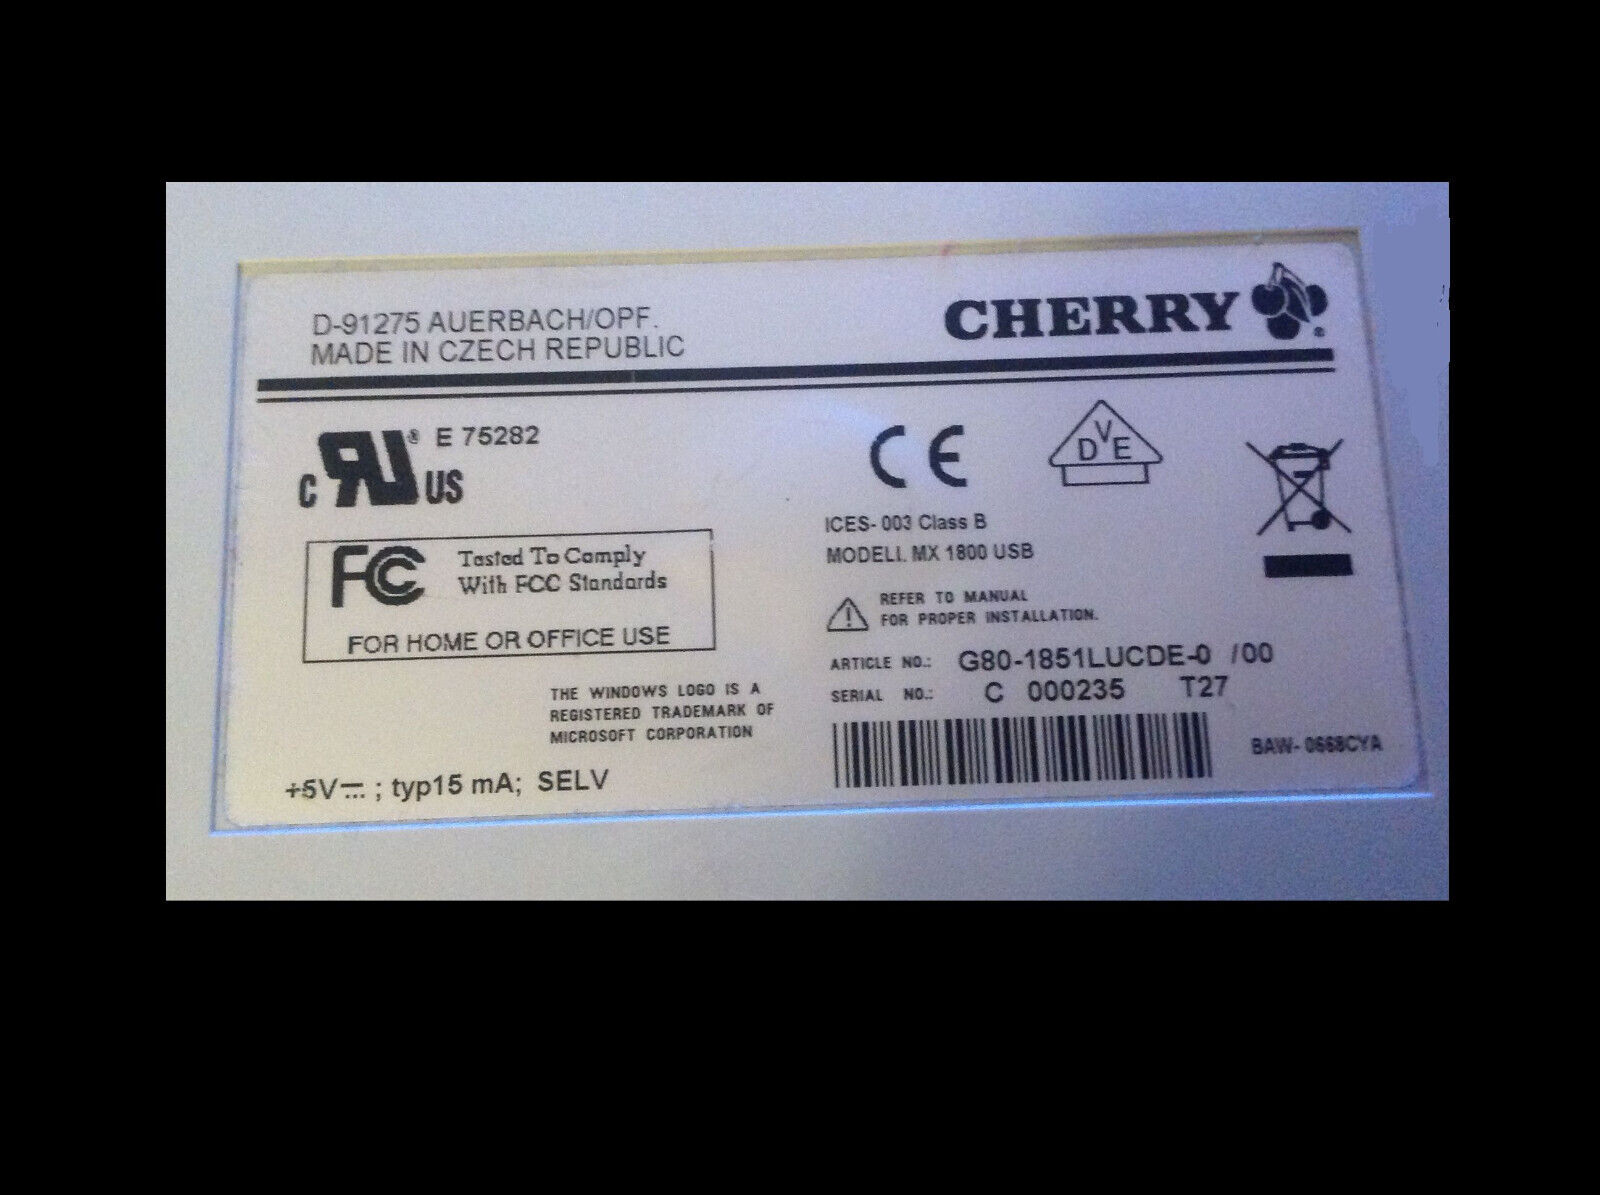 D-91275 AUERBACH/OPF.
MADE IN CZECH REPUBLIC
CHERRY ®
® E 75282
C RU US
CE
DVE
FC Tested To Comply
With FCC Standards
FOR HOME OR OFFICE USE
ICES- 003 Class B
MODELL MX 1800 USB
! REFER TO MANUAL
FOR PROPER INSTALLATION.
ARTICLE NO.: G80-1851LUCDE-0 /00
SERIAL NO.: C 000235 T27
THE WINDOWS LOGO IS A
REGISTERED TRADEMARK OF
MICROSOFT CORPORATION
BAW- 0668CYA
+5V⎓ ; typ15 mA; SELV